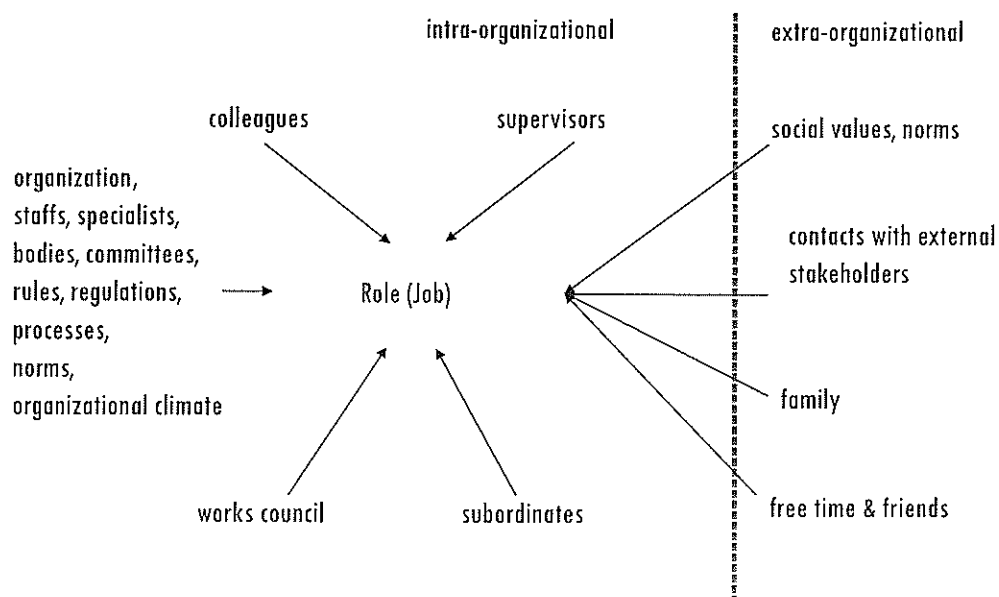 intra-organizational
extra-organizational
colleagues
supervisors
social values, norms
organization,
staffs, specialists,
bodies, committees,
rules, regulations,
processes,
norms,
organizational climate
Role (Job)
contacts with external
stakeholders
family
works council
subordinates
free time & friends